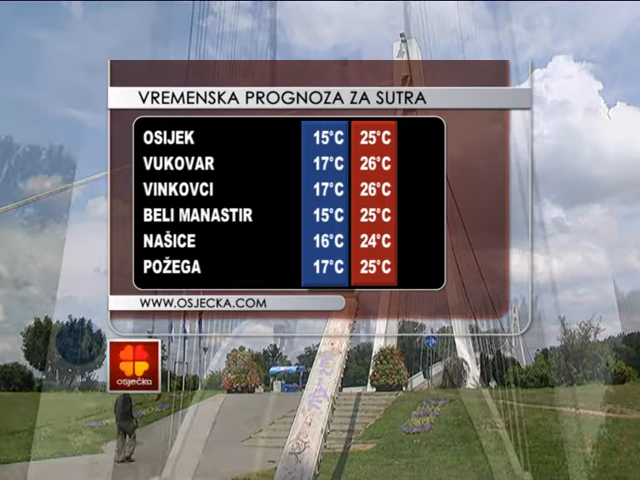 VREMENSKA PROGNOZA ZA SUTRA
OSIJEK 15°C 25°C
VUKOVAR 17°C 26°C
VINKOVCI 17°C 26°C
BELI MANASTIR 15°C 25°C
NAŠICE 16°C 24°C
POŽEGA 17°C 25°C
WWW.OSJECKA.COM
osječka